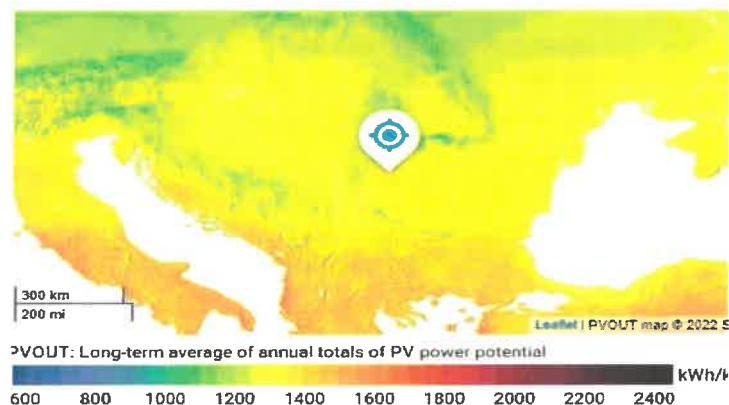 300 km
200 mi
Leaflet | PVOUT map © 2022 S
PVOUT: Long-term average of annual totals of PV power potential
kWh/k
600 800 1000 1200 1400 1600 1800 2000 2200 2400